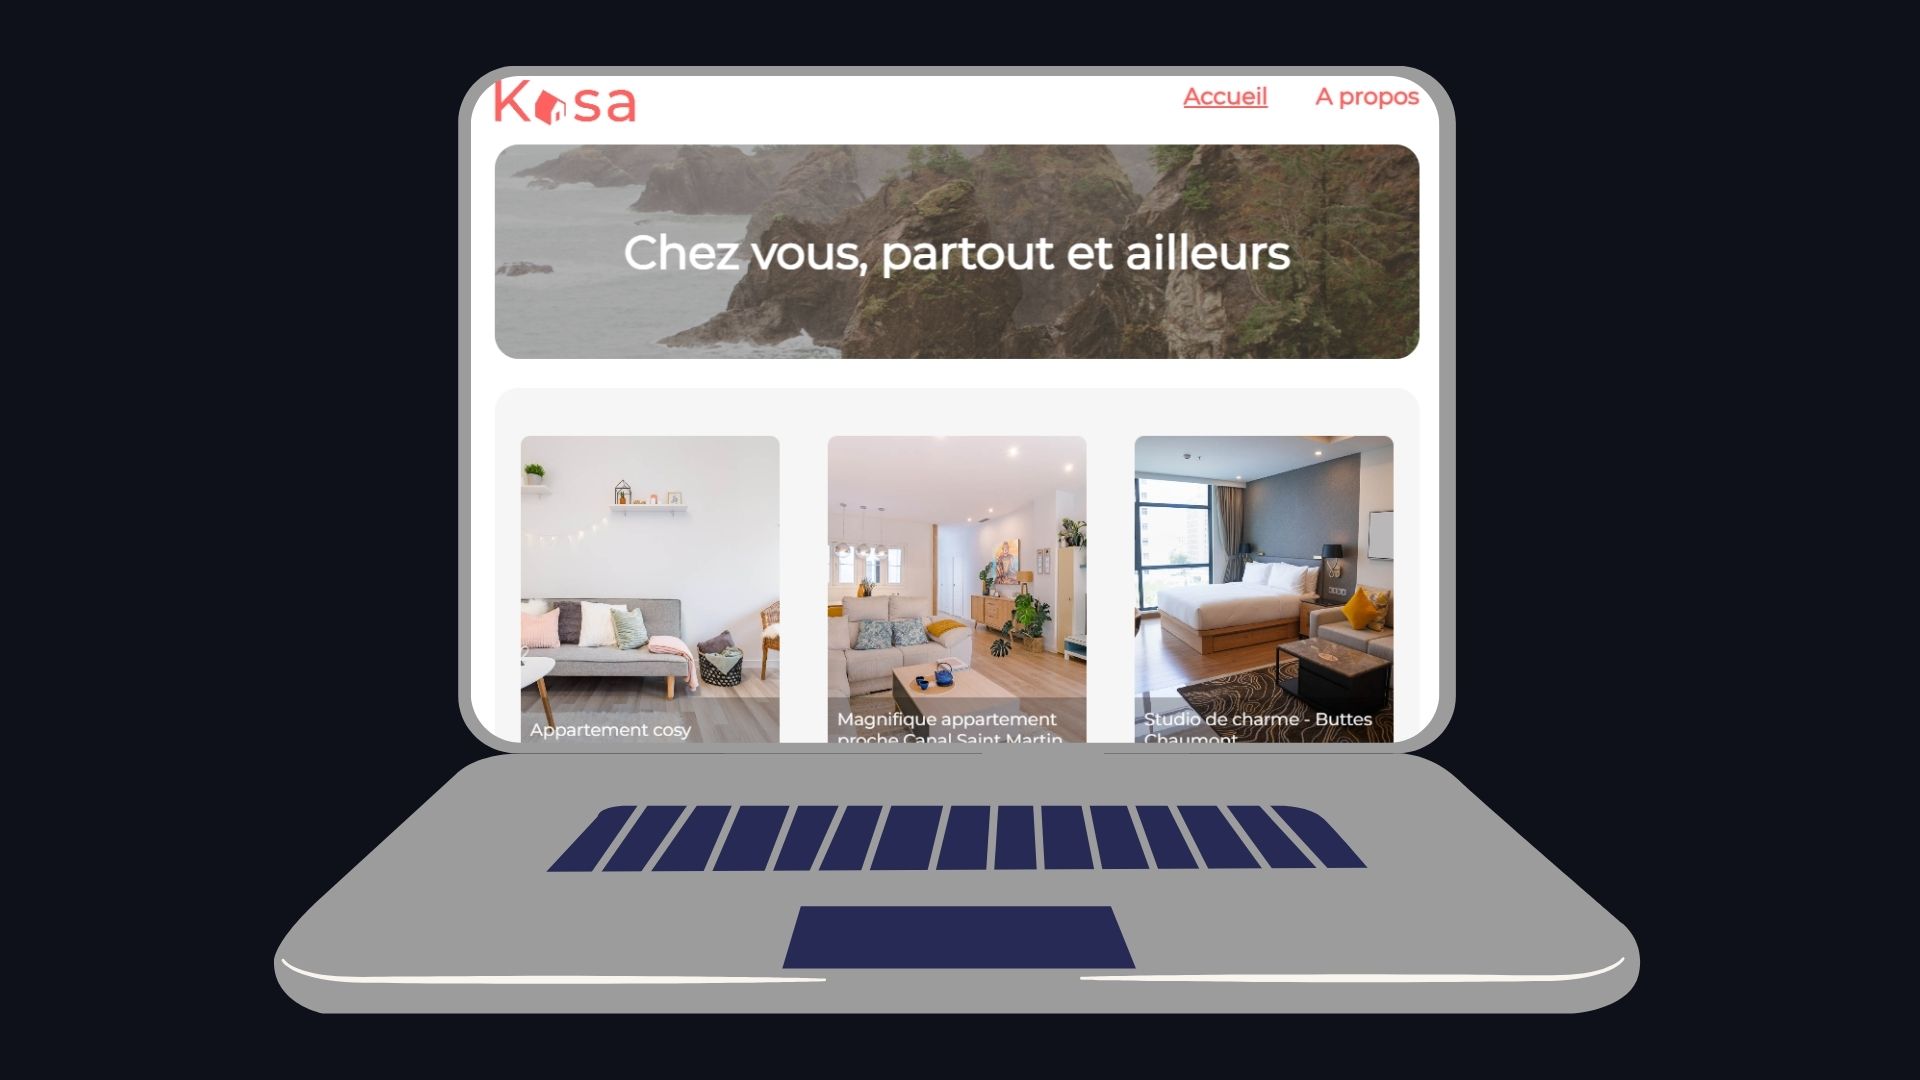 Kasa
Accueil
A propos
Chez vous, partout et ailleurs
Appartement cosy
Magnifique appartement
proche Canal Saint Martin
Studio de charme - Buttes
Chaumont